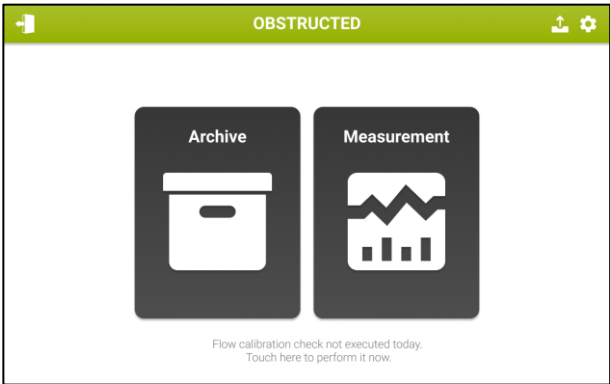 OBSTRUCTED
Archive
Measurement
Flow calibration check not executed today.
Touch here to perform it now.